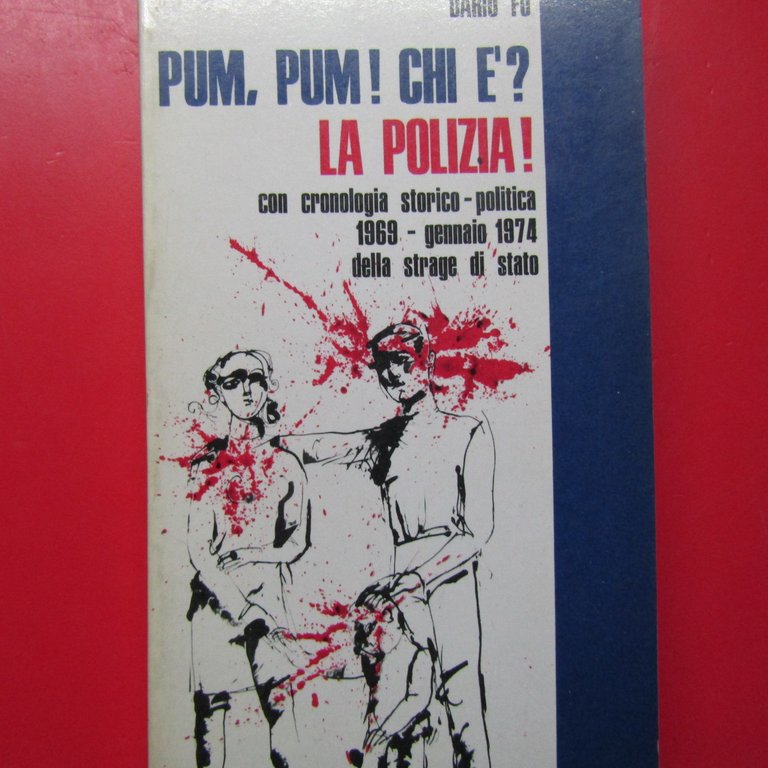 DARIO FO
PUM, PUM! CHI E'?
LA POLIZIA!
con cronologia storico-politica
1969 - gennaio 1974
della strage di stato